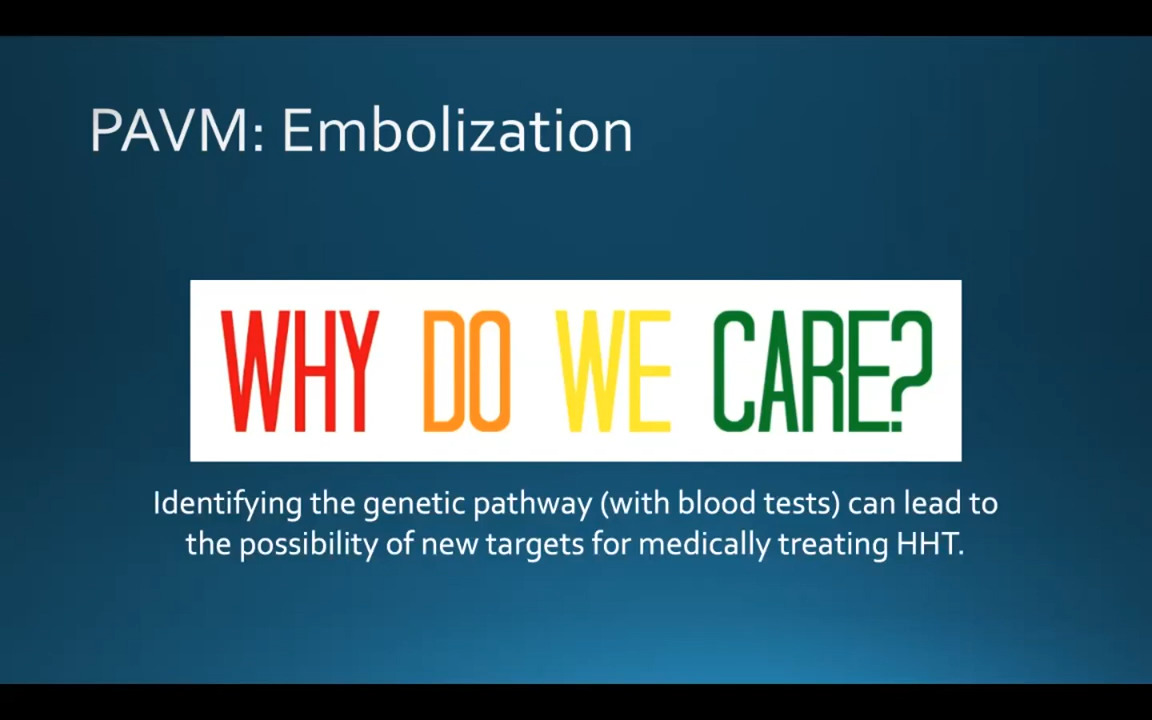 PAVM: Embolization
WHY DO WE CARE?
Identifying the genetic pathway (with blood tests) can lead to
the possibility of new targets for medically treating HHT.